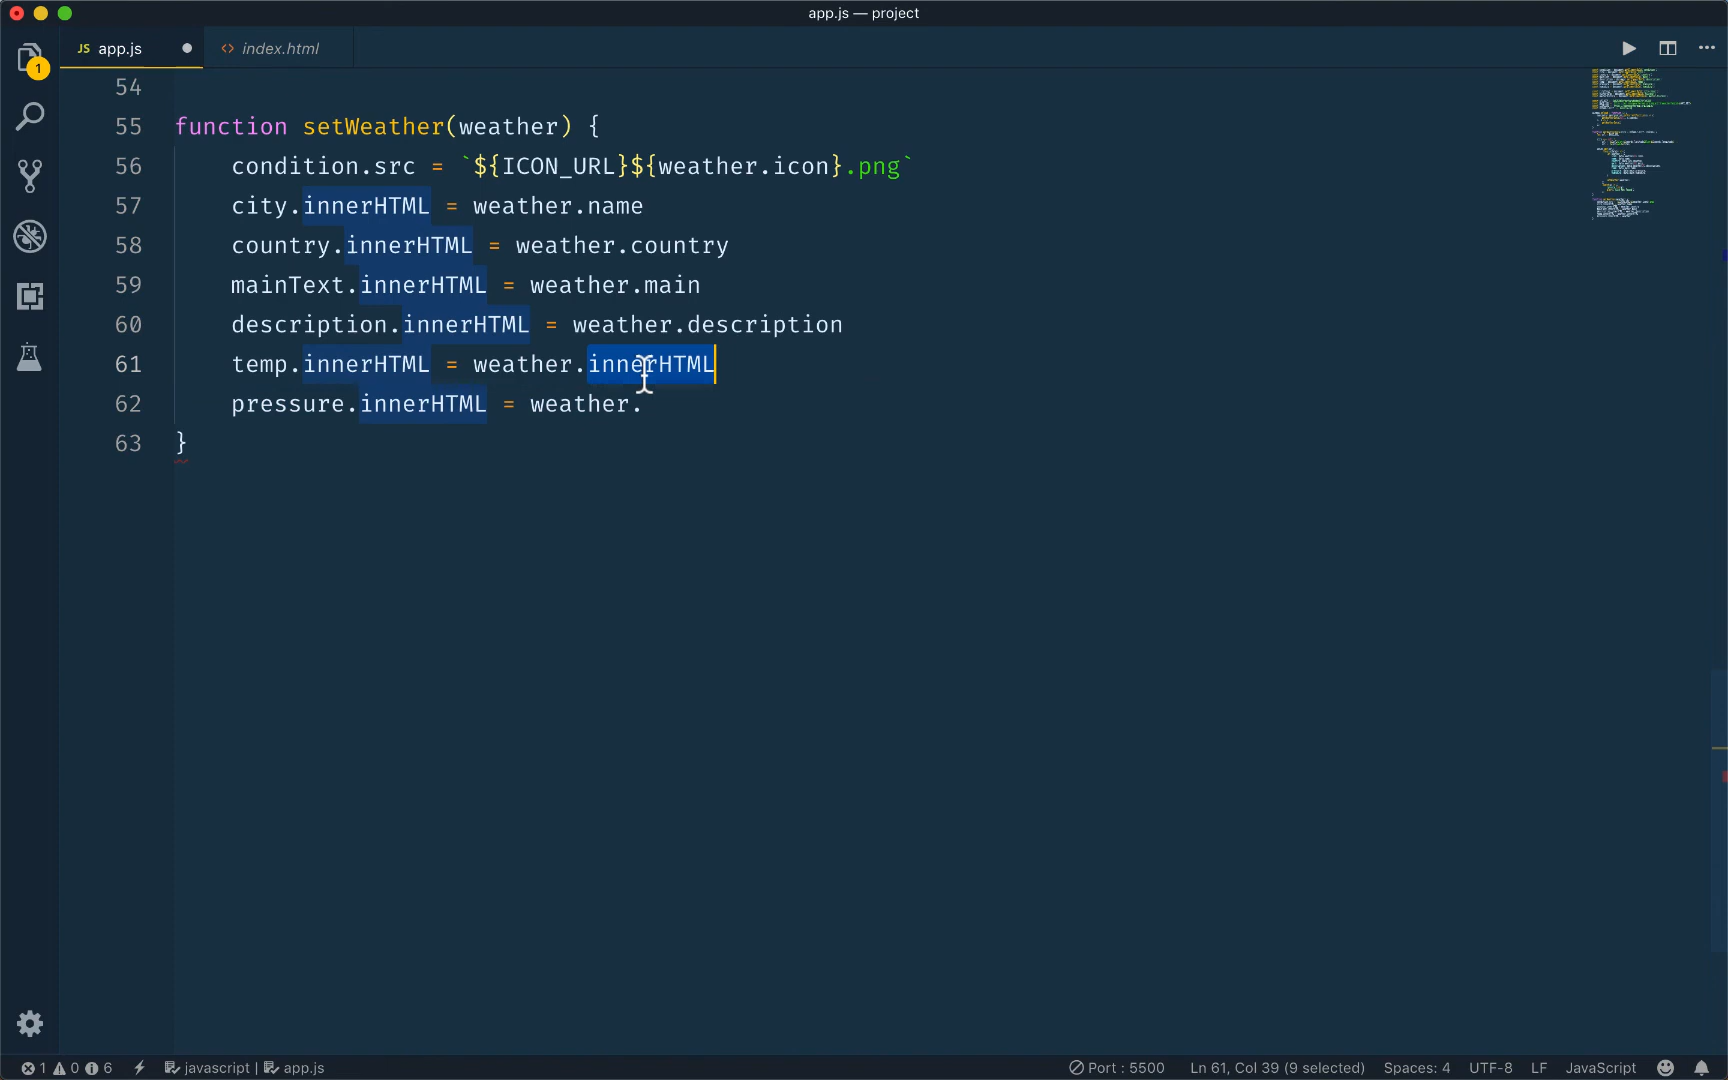 app.js — project
JS app.js
<> index.html
1
54
55 function setWeather(weather) {
56 condition.src = `${ICON_URL}${weather.icon}.png`
57 city.innerHTML = weather.name
58 country.innerHTML = weather.country
59 mainText.innerHTML = weather.main
60 description.innerHTML = weather.description
61 temp.innerHTML = weather.innerHTML
62 pressure.innerHTML = weather.
63 }
1 0 6 javascript | app.js Port : 5500 Ln 61, Col 39 (9 selected) Spaces: 4 UTF-8 LF JavaScript